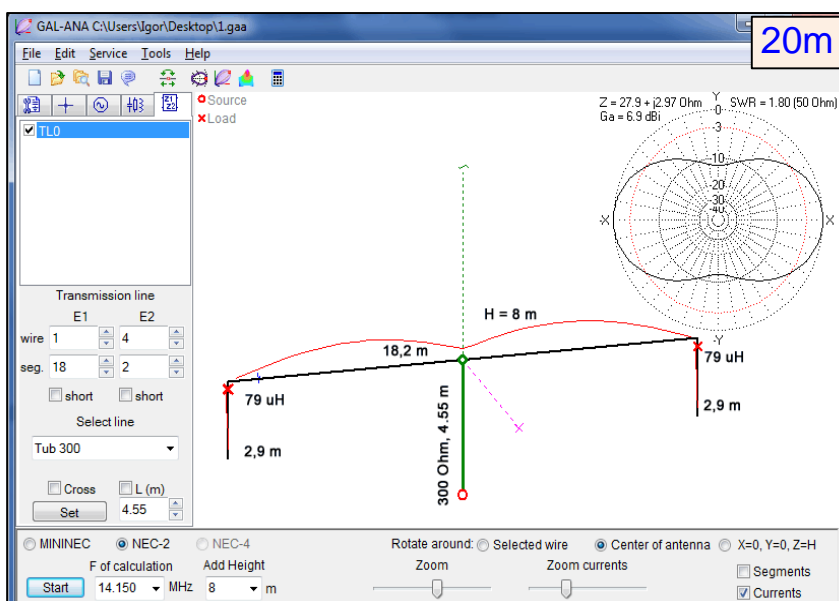 GAL-ANA C:\Users\Igor\Desktop\1.gaa
20m
File Edit Service Tools Help
Source
Load
Z = 27.9 + j2.97 Ohm SWR = 1.80 (50 Ohm)
Ga = 6.9 dBi
Y
0
-3
-10
-20
-30
-40
-X
X
-Y
TL0
Transmission line
E1 E2
wire 1 4
seg. 18 2
short short
Select line
Tub 300
Cross L (m)
Set 4.55
H = 8 m
18,2 m
79 uH
79 uH
2,9 m
2,9 m
300 Ohm, 4.55 m
X
MININEC NEC-2 NEC-4 Rotate around: Selected wire Center of antenna X=0, Y=0, Z=H
F of calculation Add Height Zoom Zoom currents Segments
Start 14.150 MHz 8 m Currents